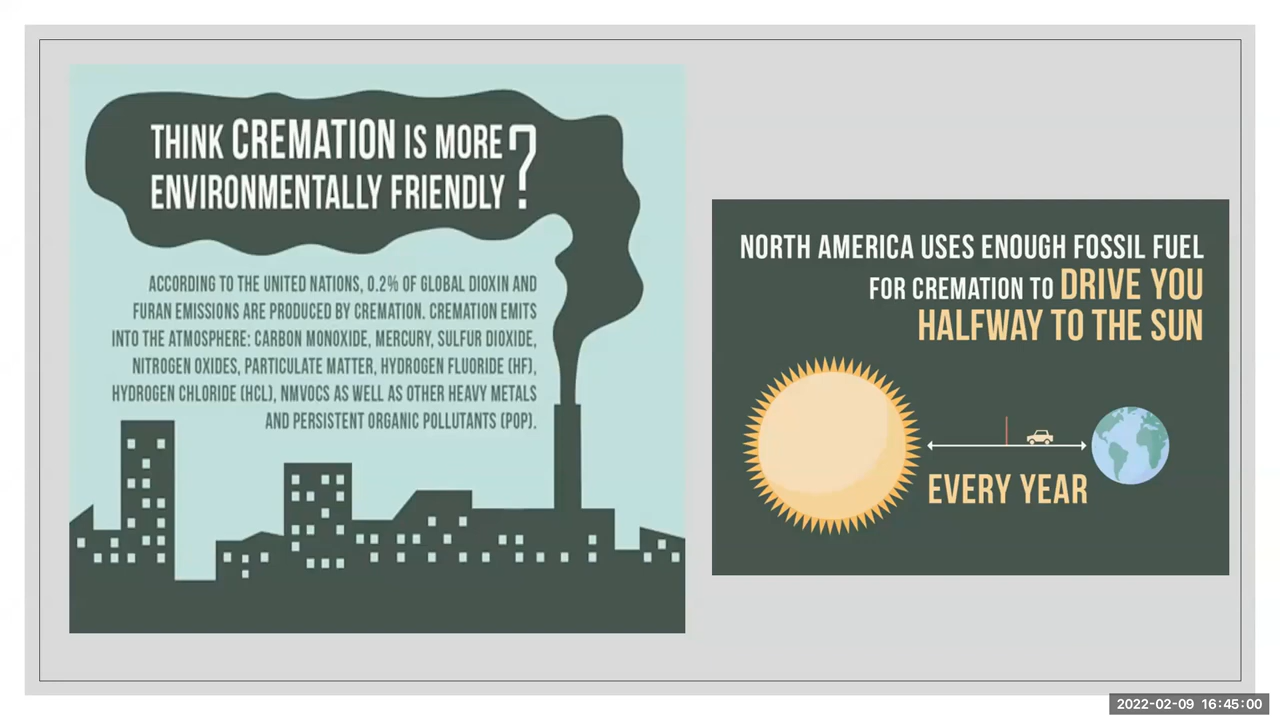 THINK CREMATION IS MORE
ENVIRONMENTALLY FRIENDLY?
ACCORDING TO THE UNITED NATIONS, 0.2% OF GLOBAL DIOXIN AND
FURAN EMISSIONS ARE PRODUCED BY CREMATION. CREMATION EMITS
INTO THE ATMOSPHERE: CARBON MONOXIDE, MERCURY, SULFUR DIOXIDE,
NITROGEN OXIDES, PARTICULATE MATTER, HYDROGEN FLUORIDE (HF),
HYDROGEN CHLORIDE (HCL), NMVOCS AS WELL AS OTHER HEAVY METALS
AND PERSISTENT ORGANIC POLLUTANTS (POP).
NORTH AMERICA USES ENOUGH FOSSIL FUEL
FOR CREMATION TO DRIVE YOU
HALFWAY TO THE SUN
EVERY YEAR
2022-02-09 16:45:00